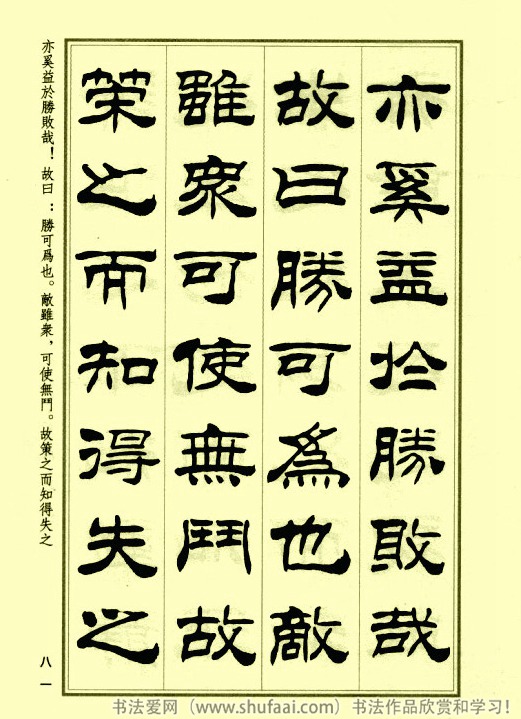 亦奚益於勝敗哉
故曰勝可爲也敵
雖衆可使無鬥故
策之而知得失之
亦奚益於勝敗哉！故曰：勝可爲也。敵雖衆，可使無鬥。故策之而知得失之
八一
书法爱网（www.shufaai.com）书法作品欣赏和学习！